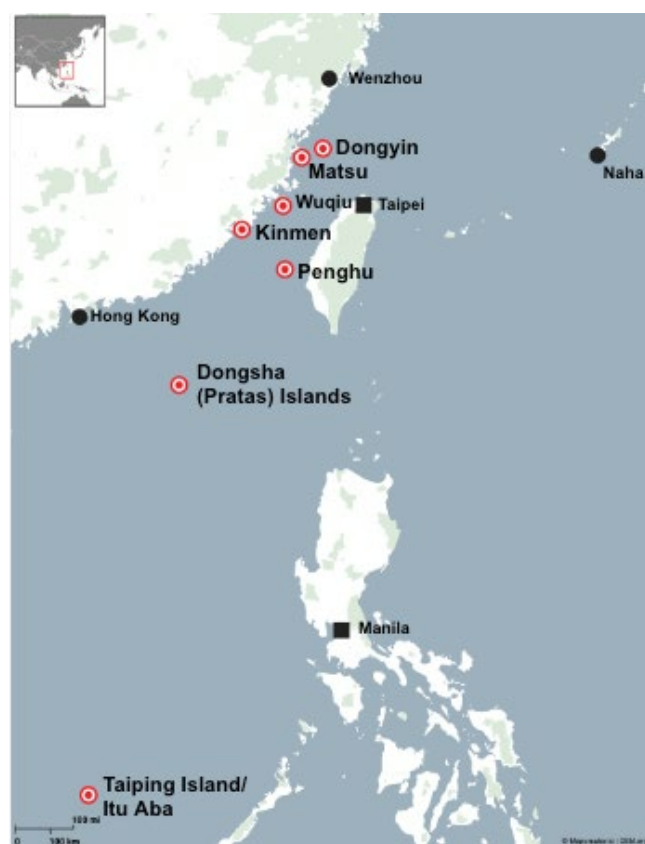 Wenzhou
Dongyin
Matsu
Naha
Wuqiu
Taipei
Kinmen
Penghu
Hong Kong
Dongsha
(Pratas) Islands
Manila
Taiping Island/
Itu Aba
100 mi
0 100 km